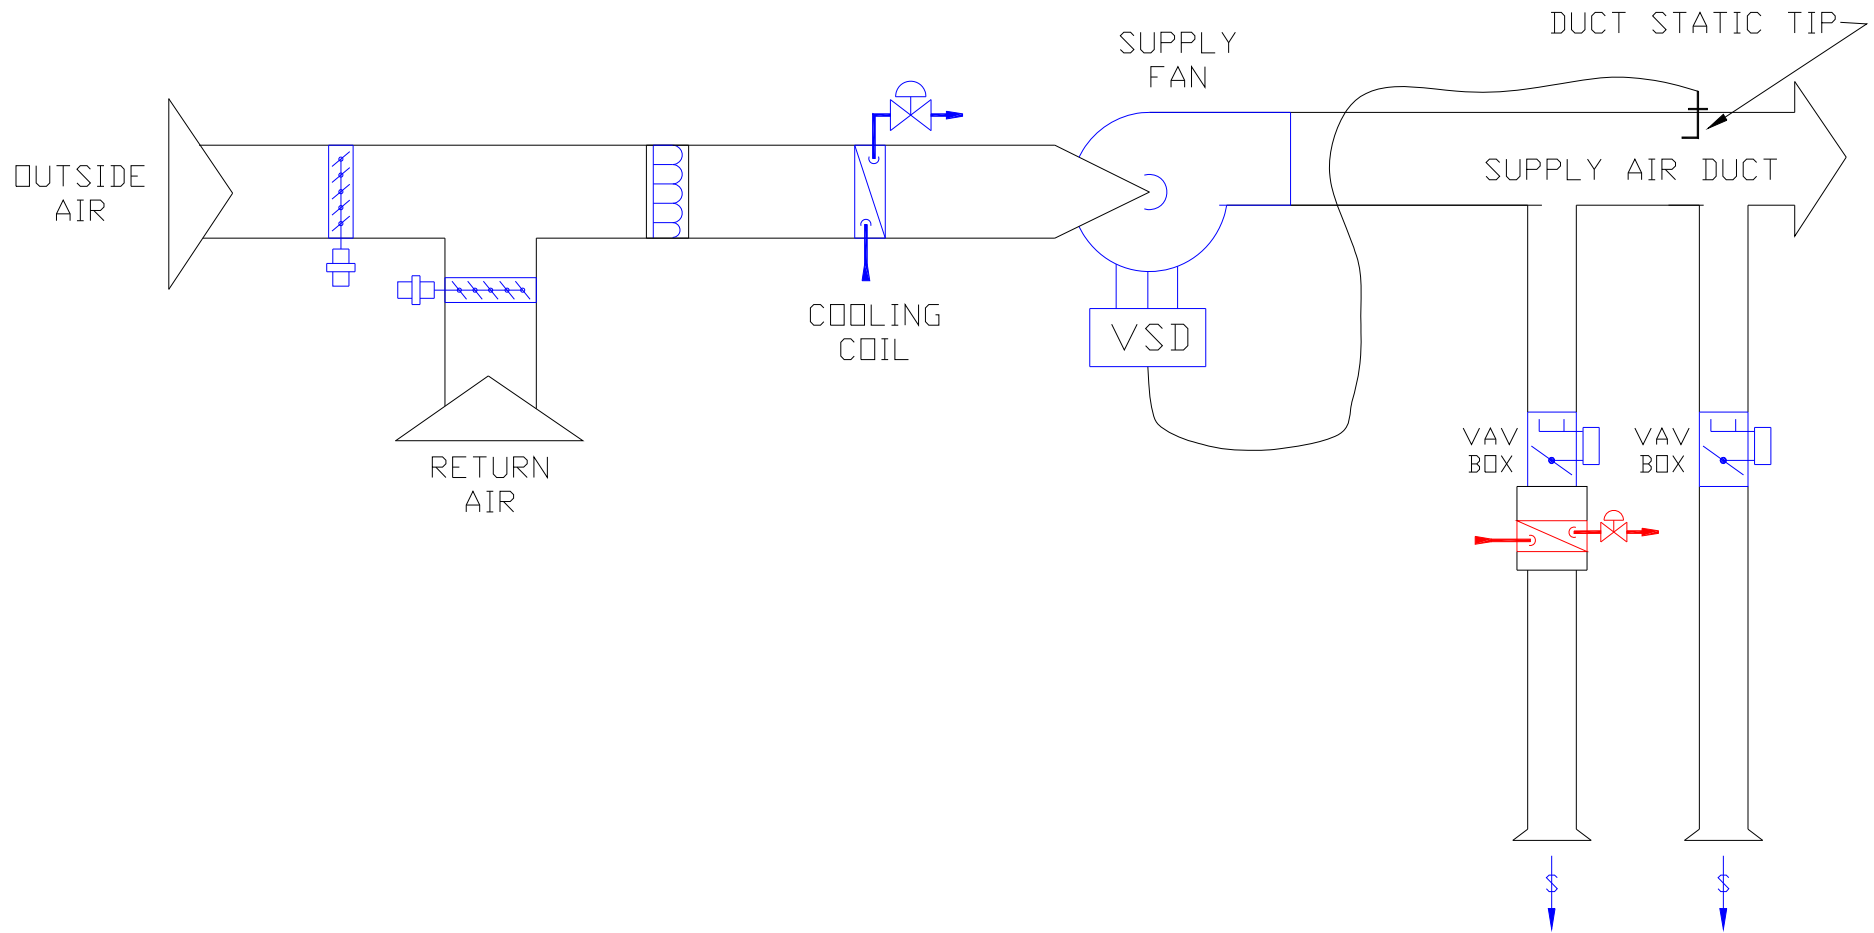 DUCT STATIC TIP
SUPPLY
FAN
SUPPLY AIR DUCT
OUTSIDE
AIR
COOLING
COIL
VSD
VAV
BOX
VAV
BOX
RETURN
AIR
S
S